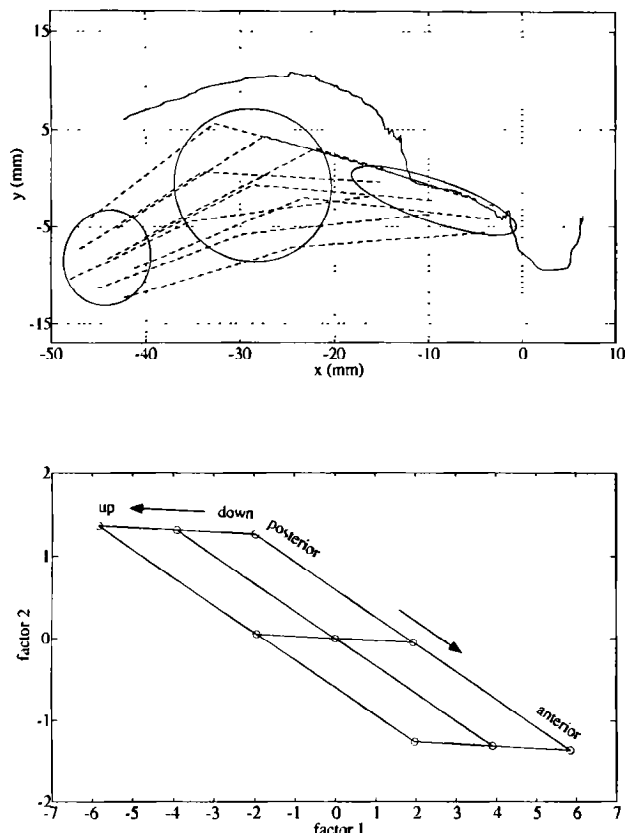 15
5
-5
-15
y (mm)
-50 -40 -30 -20 -10 0 10
x (mm)
2
1
0
-1
-2
factor 2
up down
posterior
anterior
-7 -6 -5 -4 -3 -2 -1 0 1 2 3 4 5 6 7
factor 1